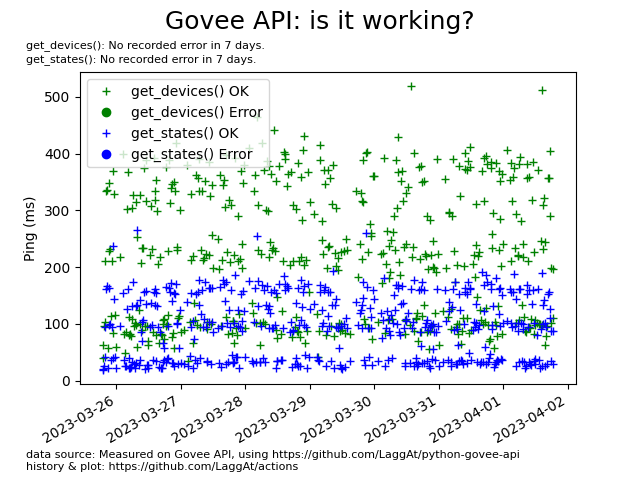 Govee API: is it working?
get_devices(): No recorded error in 7 days.
get_states(): No recorded error in 7 days.
get_devices() OK
get_devices() Error
get_states() OK
get_states() Error
Ping (ms)
500
400
300
200
100
0
2023-03-26
2023-03-27
2023-03-28
2023-03-29
2023-03-30
2023-03-31
2023-04-01
2023-04-02
data source: Measured on Govee API, using https://github.com/LaggAt/python-govee-api
history & plot: https://github.com/LaggAt/actions